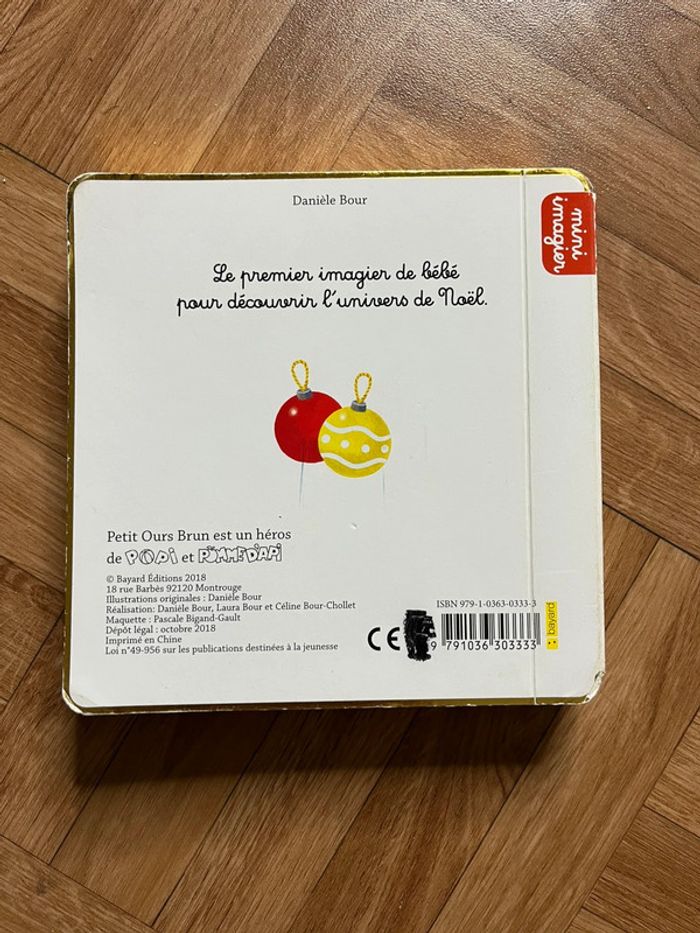 Danièle Bour
mini
imagier
Le premier imagier de bébé
pour découvrir l'univers de Noël.
Petit Ours Brun est un héros
de POPi et POMME D'API
© Bayard Éditions 2018
18 rue Barbès 92120 Montrouge
Illustrations originales : Danièle Bour
Réalisation: Danièle Bour, Laura Bour et Céline Bour-Chollet
Maquette : Pascale Bigand-Gault
Dépôt légal : octobre 2018
Imprimé en Chine
Loi n°49-956 sur les publications destinées à la jeunesse
CE
ISBN 979-1-0363-0333-3
9 791036 303333
bayard